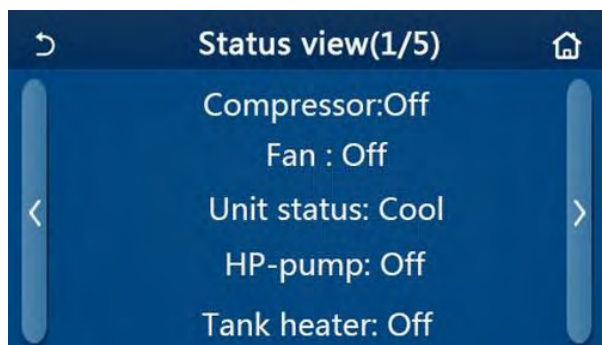 Status view(1/5)
Compressor:Off
Fan : Off
Unit status: Cool
HP-pump: Off
Tank heater: Off